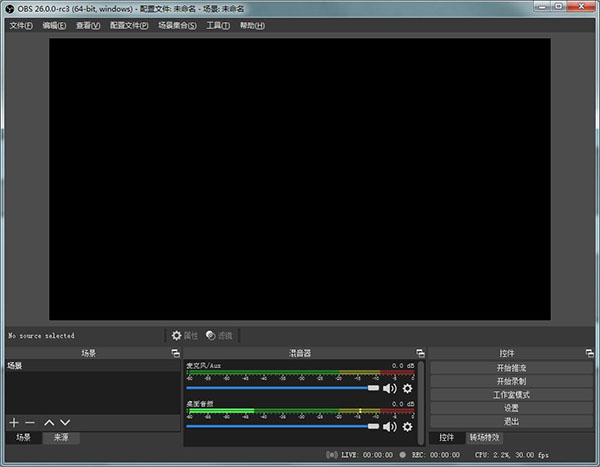 OBS 26.0.0-rc3 (64-bit, windows) - 配置文件: 未命名 - 场景: 未命名
文件(F) 编辑(E) 查看(V) 配置文件(P) 场景集合(S) 工具(T) 帮助(H)
No source selected 属性 滤镜
场景 混音器 控件
场景
麦克风/Aux 0.0 dB
-60 -55 -50 -45 -40 -35 -30 -25 -20 -15 -10 -5 0
桌面音频 0.0 dB
-60 -55 -50 -45 -40 -35 -30 -25 -20 -15 -10 -5 0
开始推流
开始录制
工作室模式
设置
退出
场景 来源 控件 转场特效
LIVE: 00:00:00 REC: 00:00:00 CPU: 2.2%, 30.00 fps